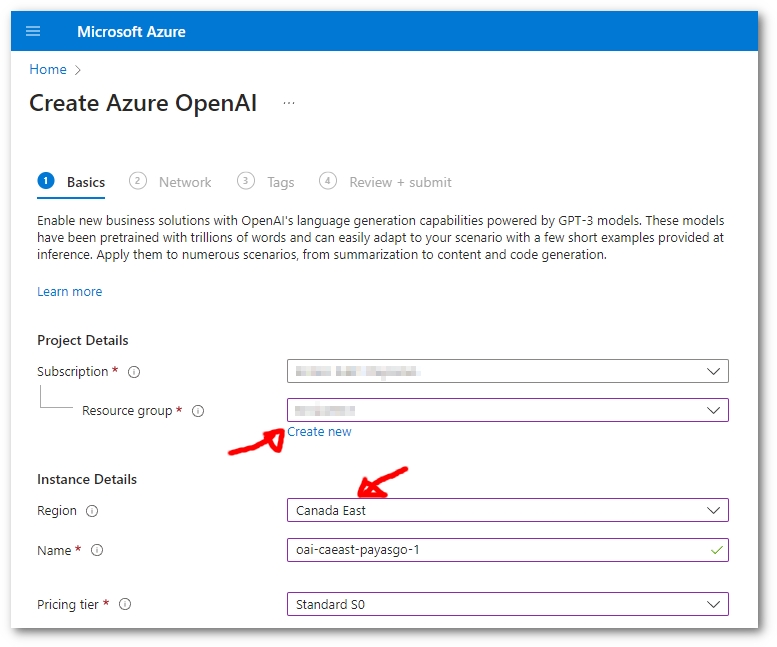 Microsoft Azure
Home >
Create Azure OpenAI ...
1 Basics 2 Network 3 Tags 4 Review + submit
Enable new business solutions with OpenAI's language generation capabilities powered by GPT-3 models. These models
have been pretrained with trillions of words and can easily adapt to your scenario with a few short examples provided at
inference. Apply them to numerous scenarios, from summarization to content and code generation.
Learn more
Project Details
Subscription *
Resource group *
Create new
Instance Details
Region Canada East
Name * oai-caeast-payasgo-1
Pricing tier * Standard S0